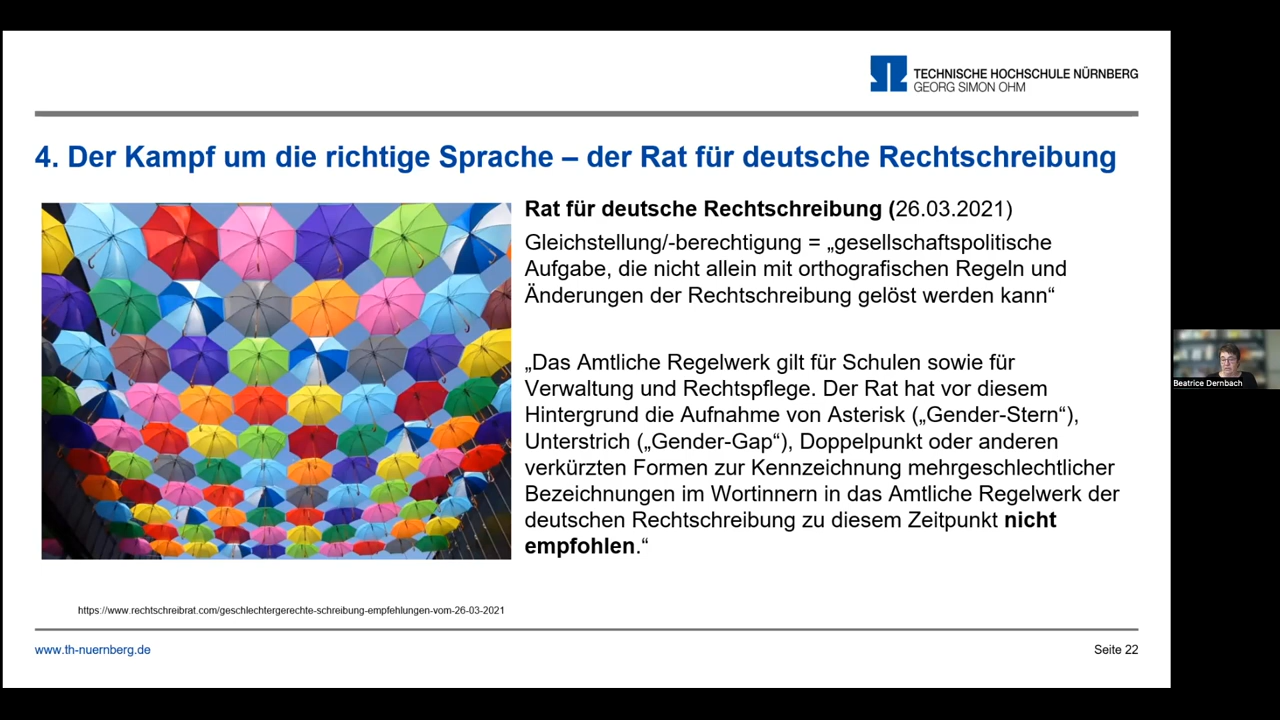 TECHNISCHE HOCHSCHULE NÜRNBERG
GEORG SIMON OHM
4. Der Kampf um die richtige Sprache – der Rat für deutsche Rechtschreibung
Rat für deutsche Rechtschreibung (26.03.2021)
Gleichstellung/-berechtigung = „gesellschaftspolitische
Aufgabe, die nicht allein mit orthografischen Regeln und
Änderungen der Rechtschreibung gelöst werden kann“
„Das Amtliche Regelwerk gilt für Schulen sowie für
Verwaltung und Rechtspflege. Der Rat hat vor diesem
Hintergrund die Aufnahme von Asterisk („Gender-Stern“),
Unterstrich („Gender-Gap“), Doppelpunkt oder anderen
verkürzten Formen zur Kennzeichnung mehrgeschlechtlicher
Bezeichnungen im Wortinnern in das Amtliche Regelwerk der
deutschen Rechtschreibung zu diesem Zeitpunkt nicht
empfohlen.“
https://www.rechtschreibrat.com/geschlechtergerechte-schreibung-empfehlungen-vom-26-03-2021
www.th-nuernberg.de
Seite 22
Beatrice Dernbach